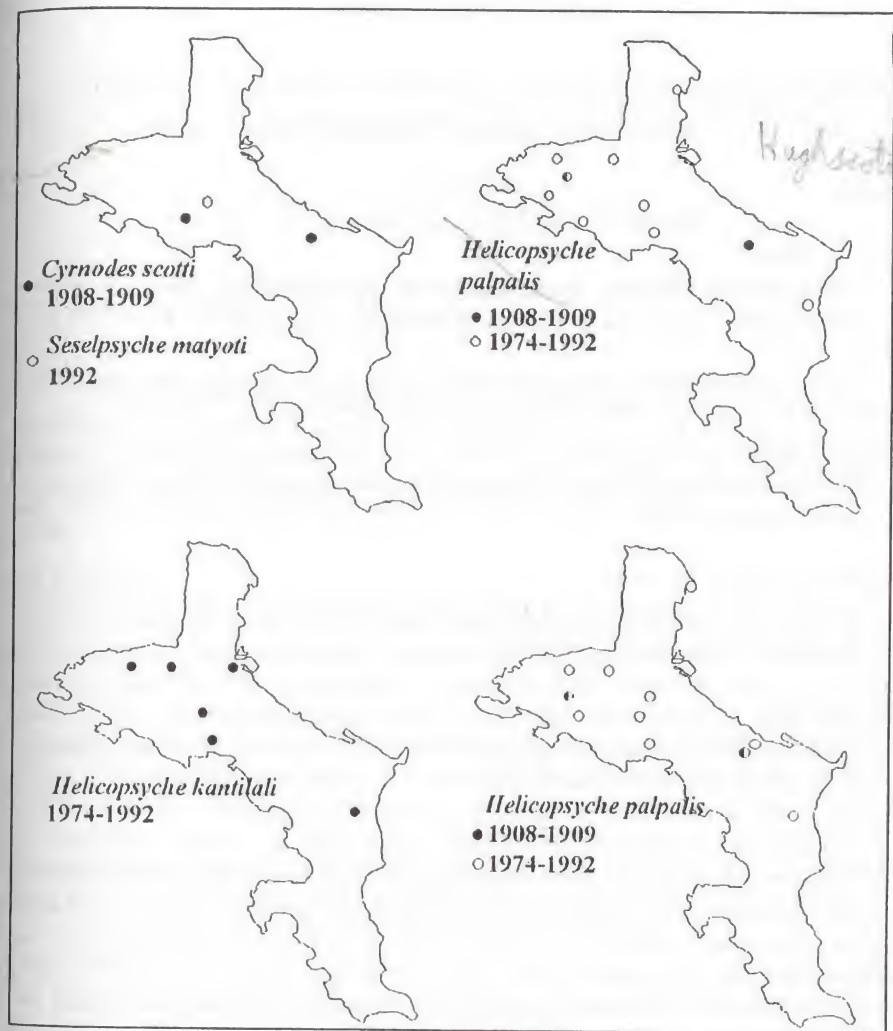 Cyrnodes scotti
1908-1909
Seselpsyche matyoti
1992
Helicopsyche
palpalis
1908-1909
1974-1992
Helicopsyche kantilali
1974-1992
Helicopsyche palpalis
1908-1909
1974-1992